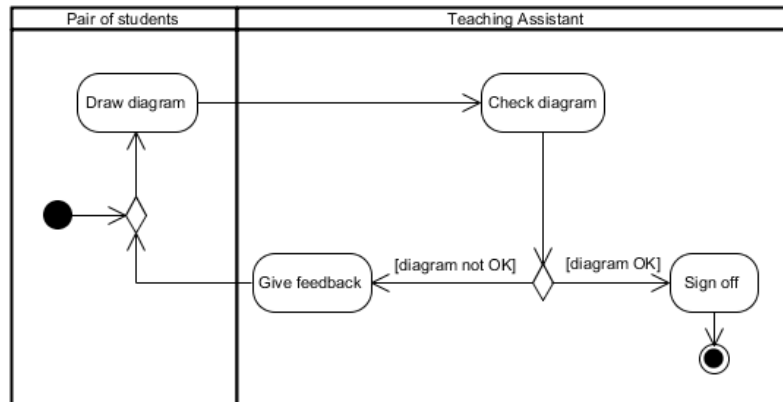 Pair of students
Teaching Assistant
Draw diagram
Check diagram
[diagram not OK]
[diagram OK]
Give feedback
Sign off